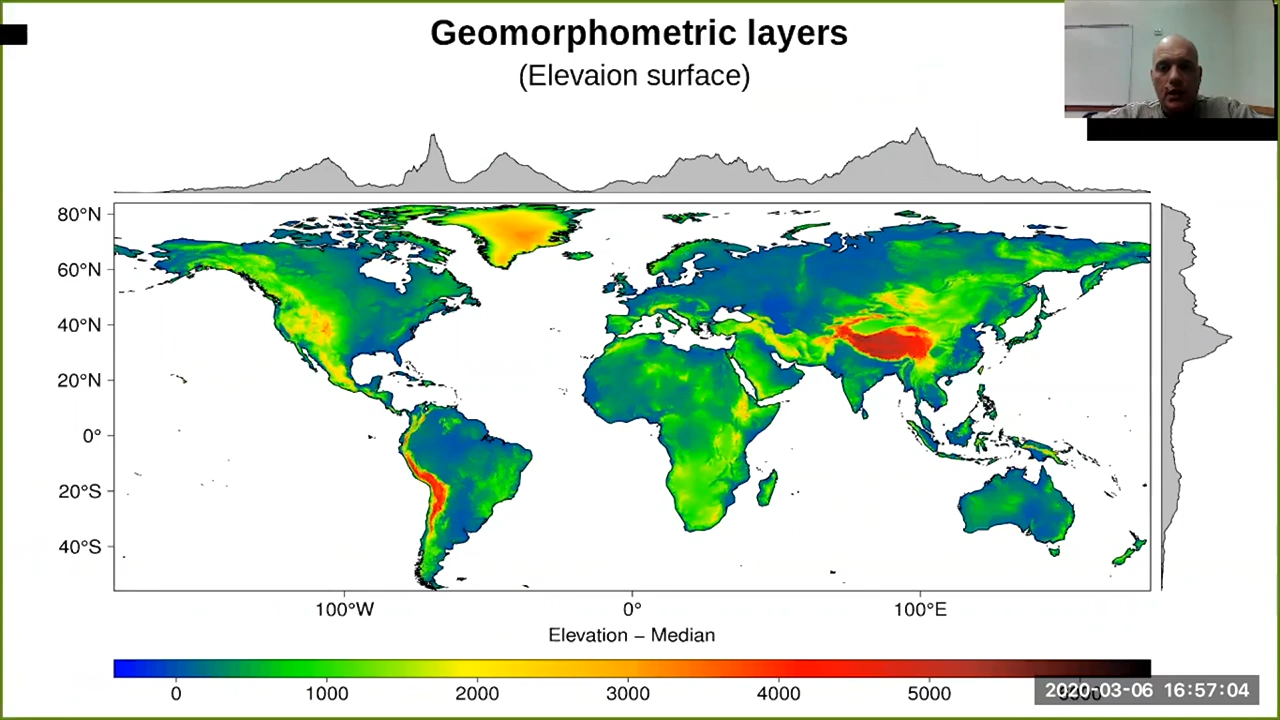 Geomorphometric layers
(Elevaion surface)
80°N
60°N
40°N
20°N
0°
20°S
40°S
100°W 0° 100°E
Elevation – Median
0 1000 2000 3000 4000 5000
2020-03-06 16:57:04